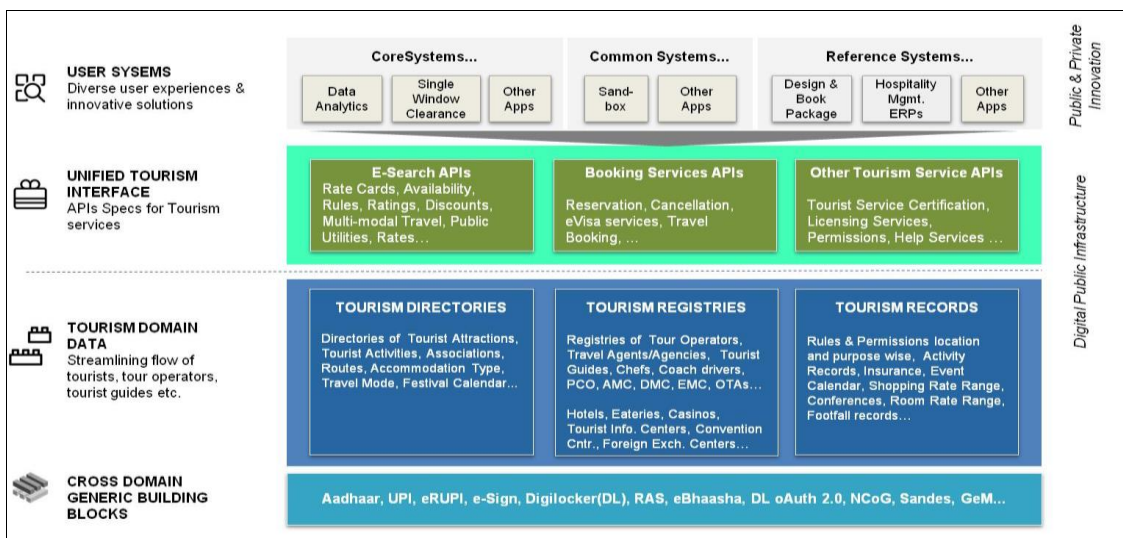 CoreSystems...
Common Systems...
Reference Systems...
USER SYSEMS
Diverse user experiences &
innovative solutions
Data
Analytics
Single
Window
Clearance
Other
Apps
Sand-
box
Other
Apps
Design &
Book
Package
Hospitality
Mgmt.
ERPs
Other
Apps
Public & Private
Innovation
UNIFIED TOURISM
INTERFACE
APIs Specs for Tourism
services
E-Search APIs
Rate Cards, Availability,
Rules, Ratings, Discounts,
Multi-modal Travel, Public
Utilities, Rates...
Booking Services APIs
Reservation, Cancellation,
eVisa services, Travel
Booking, ...
Other Tourism Service APIs
Tourist Service Certification,
Licensing Services,
Permissions, Help Services ...
Digital Public Infrastructure
TOURISM DOMAIN
DATA
Streamlining flow of
tourists, tour operators,
tourist guides etc.
TOURISM DIRECTORIES
Directories of Tourist Attractions,
Tourist Activities, Associations,
Routes, Accommodation Type,
Travel Mode, Festival Calendar...
TOURISM REGISTRIES
Registries of Tour Operators,
Travel Agents/Agencies, Tourist
Guides, Chefs, Coach drivers,
PCO, AMC, DMC, EMC, OTAs...
Hotels, Eateries, Casinos,
Tourist Info. Centers, Convention
Cntr., Foreign Exch. Centers...
TOURISM RECORDS
Rules & Permissions location
and purpose wise, Activity
Records, Insurance, Event
Calendar, Shopping Rate Range,
Conferences, Room Rate Range,
Footfall records...
CROSS DOMAIN
GENERIC BUILDING
BLOCKS
Aadhaar, UPI, eRUPI, e-Sign, Digilocker(DL), RAS, eBhaasha, DL oAuth 2.0, NCoG, Sandes, GeM...